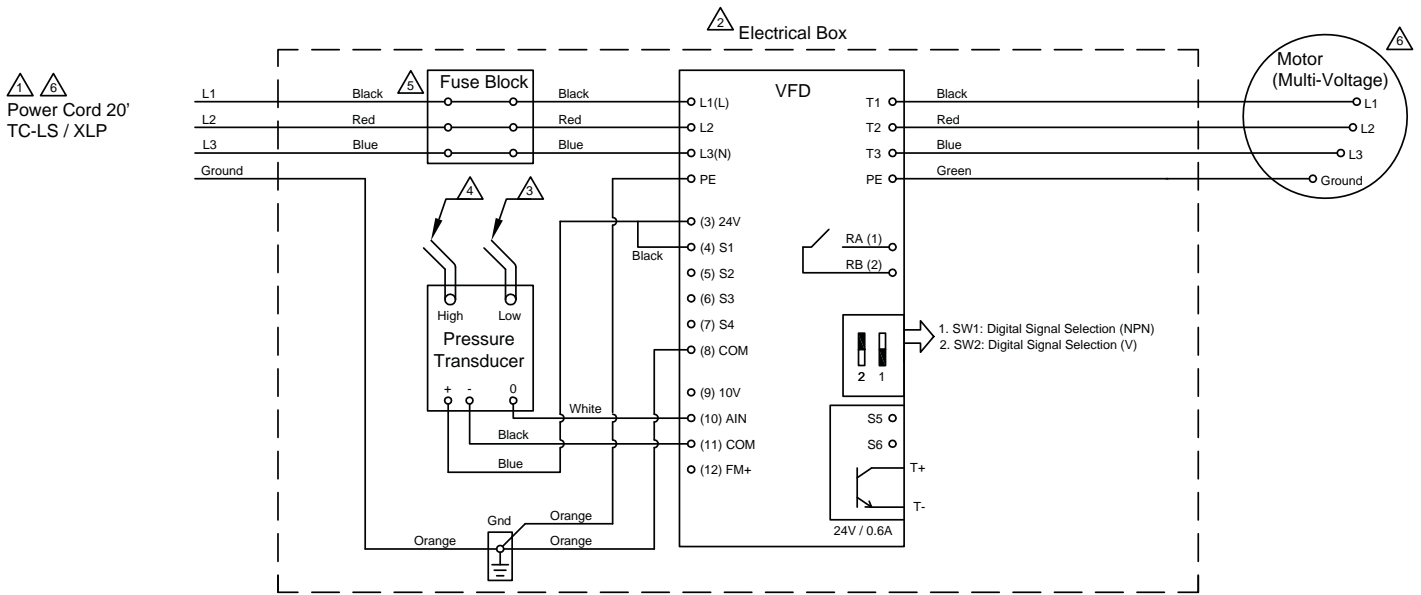 2
Electrical Box
6
Motor
(Multi-Voltage)
1 6
Power Cord 20’
TC-LS / XLP
5
Fuse Block
VFD
L1
Black
Black
L1(L)
T1
Black
L1
L2
Red
Red
L2
T2
Red
L2
L3
Blue
Blue
L3(N)
T3
Blue
L3
Ground
PE
PE
Green
Ground
4
3
(3) 24V
(4) S1
Black
RA (1)
RB (2)
(5) S2
(6) S3
(7) S4
(8) COM
High
Low
Pressure
Transducer
+ - 0
1. SW1: Digital Signal Selection (NPN)
2. SW2: Digital Signal Selection (V)
2 1
(9) 10V
White
(10) AIN
Black
(11) COM
Blue
(12) FM+
S5
S6
T+
T-
24V / 0.6A
Gnd
Orange
Orange
Orange